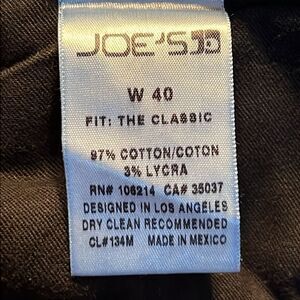 JOE'S
W 40
FIT: THE CLASSIC
97% COTTON/COTON
3% LYCRA
RN# 106214 CA# 35037
DESIGNED IN LOS ANGELES
DRY CLEAN RECOMMENDED
CL#134M MADE IN MEXICO